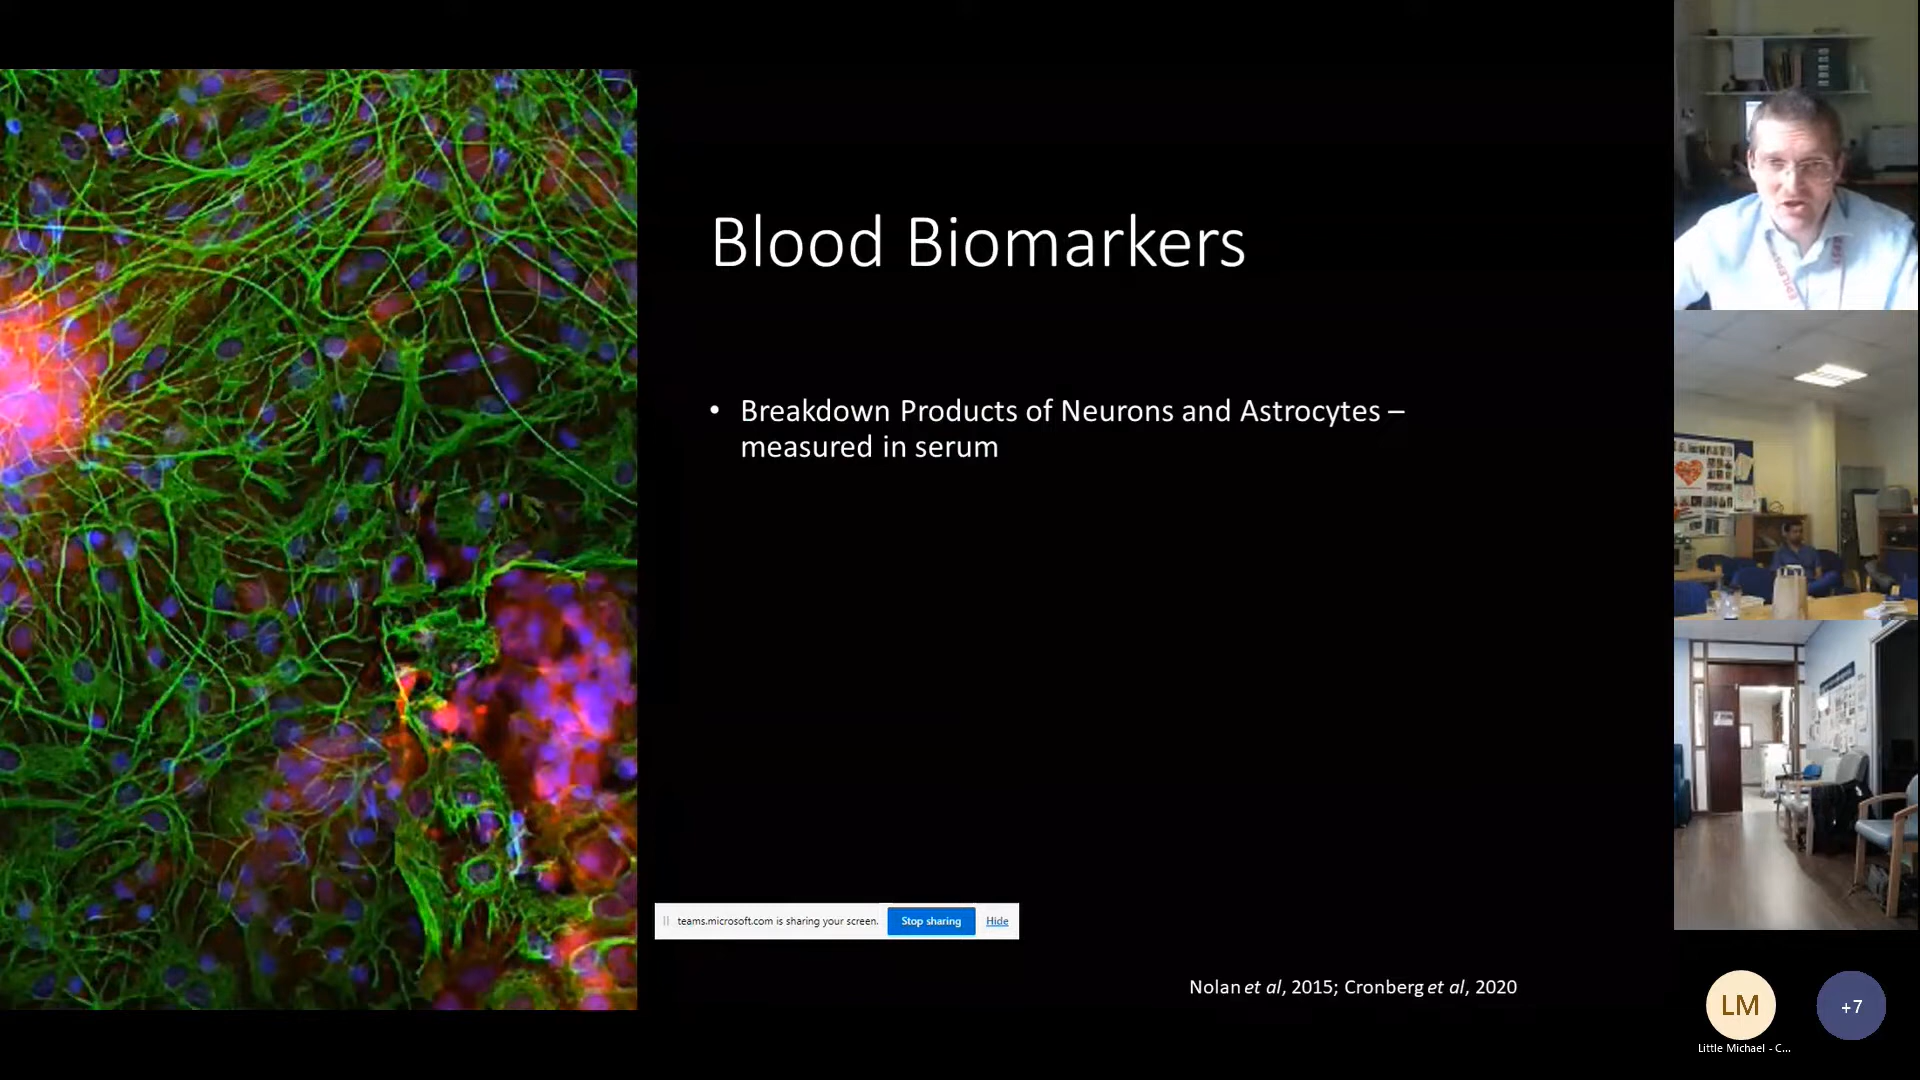 Blood Biomarkers
• Breakdown Products of Neurons and Astrocytes –
measured in serum
teams.microsoft.com is sharing your screen. Stop sharing Hide
Nolan et al, 2015; Cronberg et al, 2020
EPILEPSY
LM
+7
Little Michael - C...